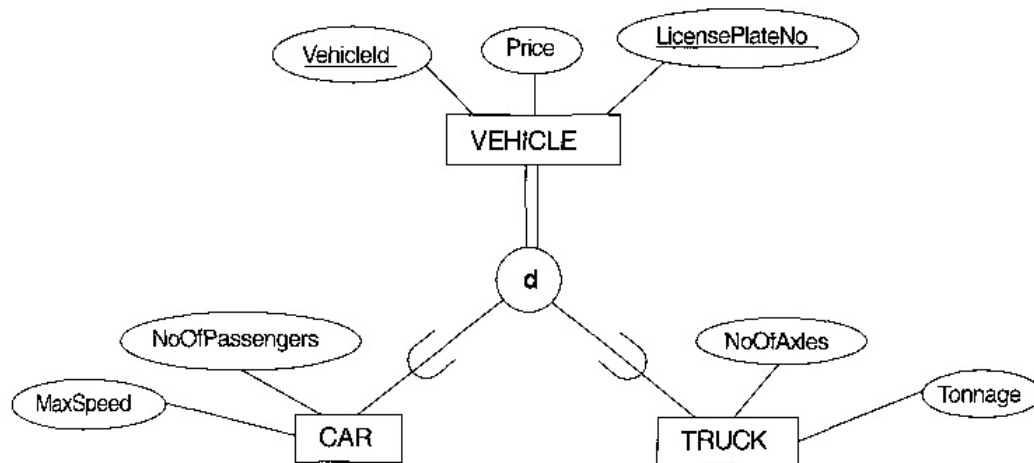 VehicleId
Price
LicensePlateNo
VEHICLE
d
NoOfPassengers
NoOfAxles
MaxSpeed
Tonnage
CAR
TRUCK